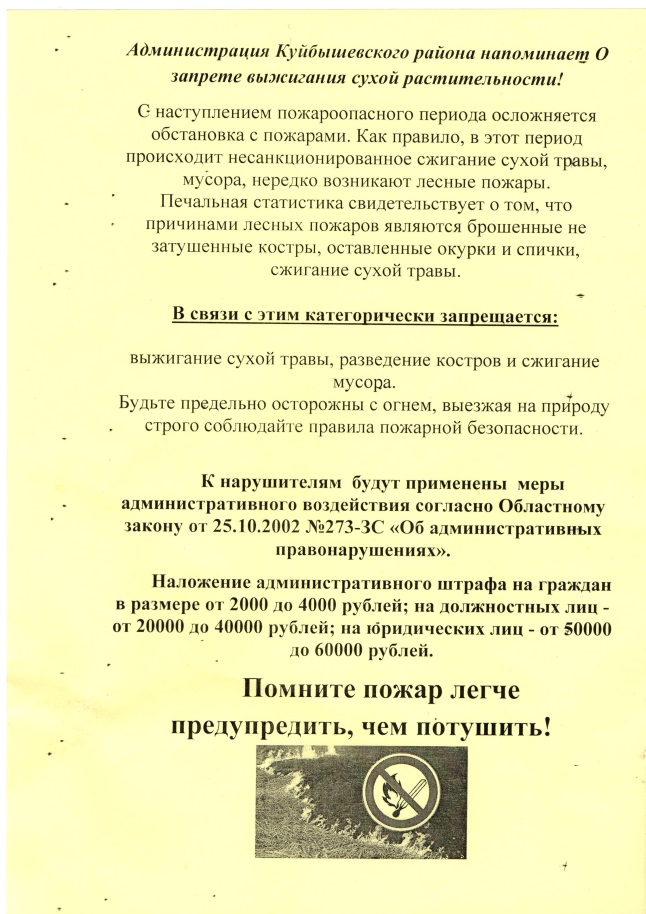 Администрация Куйбышевского района напоминает О
запрете выжигания сухой растительности!
С наступлением пожароопасного периода осложняется
обстановка с пожарами. Как правило, в этот период
происходит несанкционированное сжигание сухой травы,
мусора, нередко возникают лесные пожары.
Печальная статистика свидетельствует о том, что
причинами лесных пожаров являются брошенные не
затушенные костры, оставленные окурки и спички,
сжигание сухой травы.
В связи с этим категорически запрещается:
выжигание сухой травы, разведение костров и сжигание
мусора.
Будьте предельно осторожны с огнем, выезжая на природу
строго соблюдайте правила пожарной безопасности.
К нарушителям будут применены меры
административного воздействия согласно Областному
закону от 25.10.2002 №273-ЗС «Об административных
правонарушениях».
Наложение административного штрафа на граждан
в размере от 2000 до 4000 рублей; на должностных лиц -
от 20000 до 40000 рублей; на юридических лиц - от 50000
до 60000 рублей.
Помните пожар легче
предупредить, чем потушить!